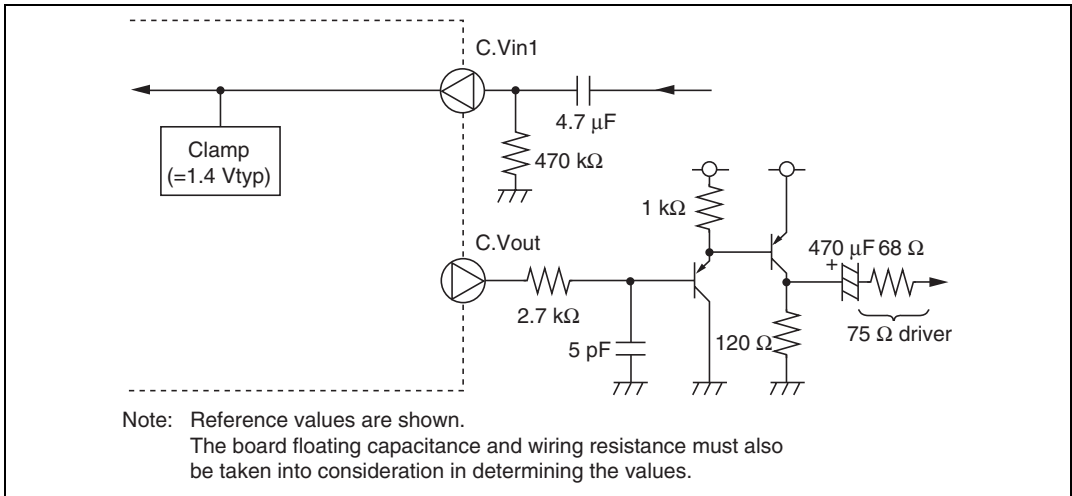 C.Vin1
4.7 μF
Clamp
(=1.4 Vtyp)
470 kΩ
1 kΩ
C.Vout
470 μF 68 Ω
+
2.7 kΩ
5 pF
120 Ω
75 Ω driver
Note: Reference values are shown.
The board floating capacitance and wiring resistance must also
be taken into consideration in determining the values.